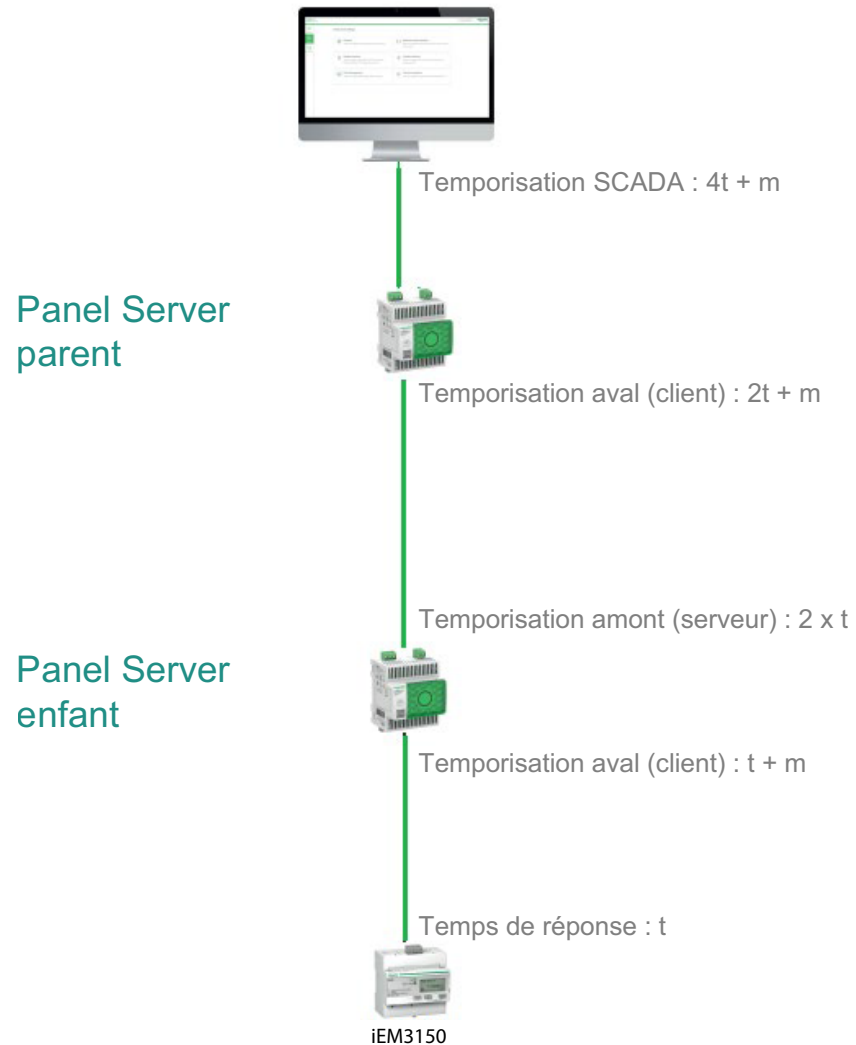 Temporisation SCADA : 4t + m
Panel Server
parent
Temporisation aval (client) : 2t + m
Temporisation amont (serveur) : 2 x t
Panel Server
enfant
Temporisation aval (client) : t + m
Temps de réponse : t
iEM3150